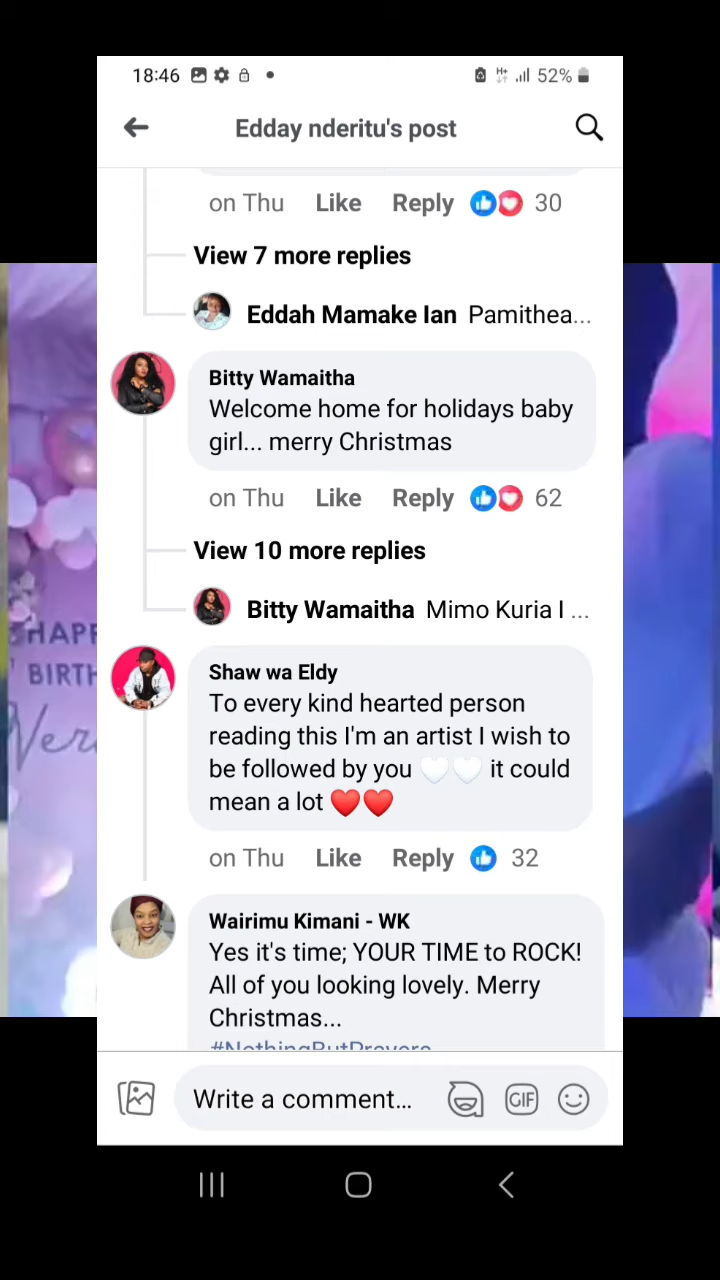 18:46
H+
52%
Edday nderitu's post
on Thu Like Reply 30
View 7 more replies
Eddah Mamake Ian Pamithea...
Bitty Wamaitha
Welcome home for holidays baby
girl... merry Christmas
on Thu Like Reply 62
View 10 more replies
Bitty Wamaitha Mimo Kuria I ...
Shaw wa Eldy
To every kind hearted person
reading this I'm an artist I wish to
be followed by you 🤍🤍 it could
mean a lot ❤️❤️
on Thu Like Reply 32
Wairimu Kimani - WK
Yes it's time; YOUR TIME to ROCK!
All of you looking lovely. Merry
Christmas...
#NothingButPrayers
Write a comment...
GIF
HAPP
BIRTH